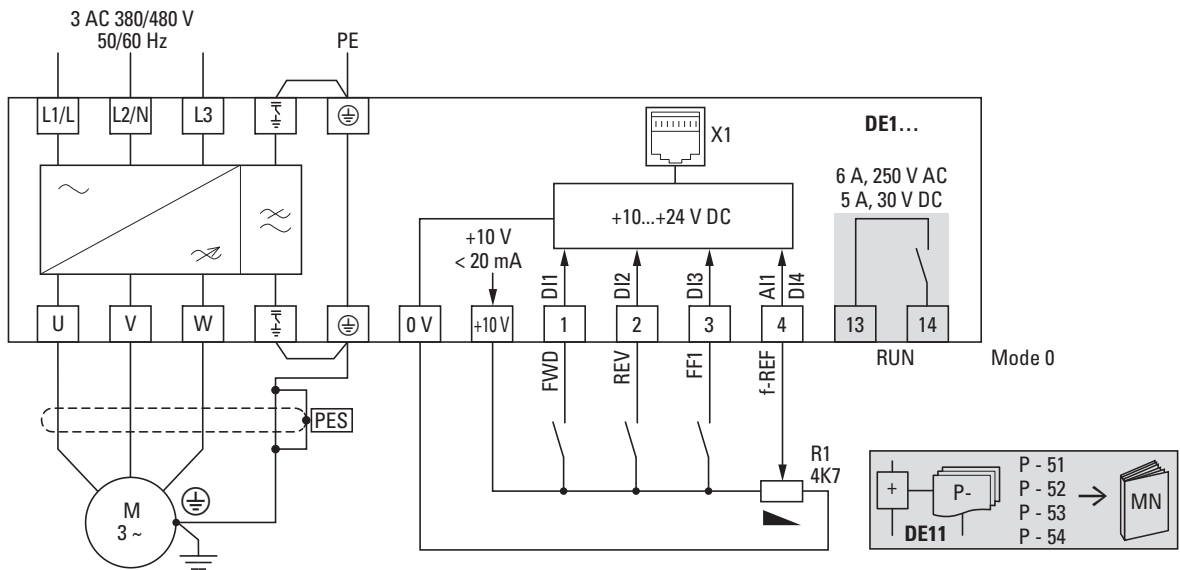 3 AC 380/480 V
50/60 Hz
PE
L1/L
L2/N
L3
X1
DE1…
6 A, 250 V AC
5 A, 30 V DC
+10...+24 V DC
+10 V
< 20 mA
DI1
DI2
DI3
AI1
DI4
U
V
W
0 V
+10 V
1
2
3
4
13
14
RUN
Mode 0
FWD
REV
FF1
f-REF
PES
R1
4K7
M
3 ~
+
P-
DE11
P - 51
P - 52
P - 53
P - 54
MN